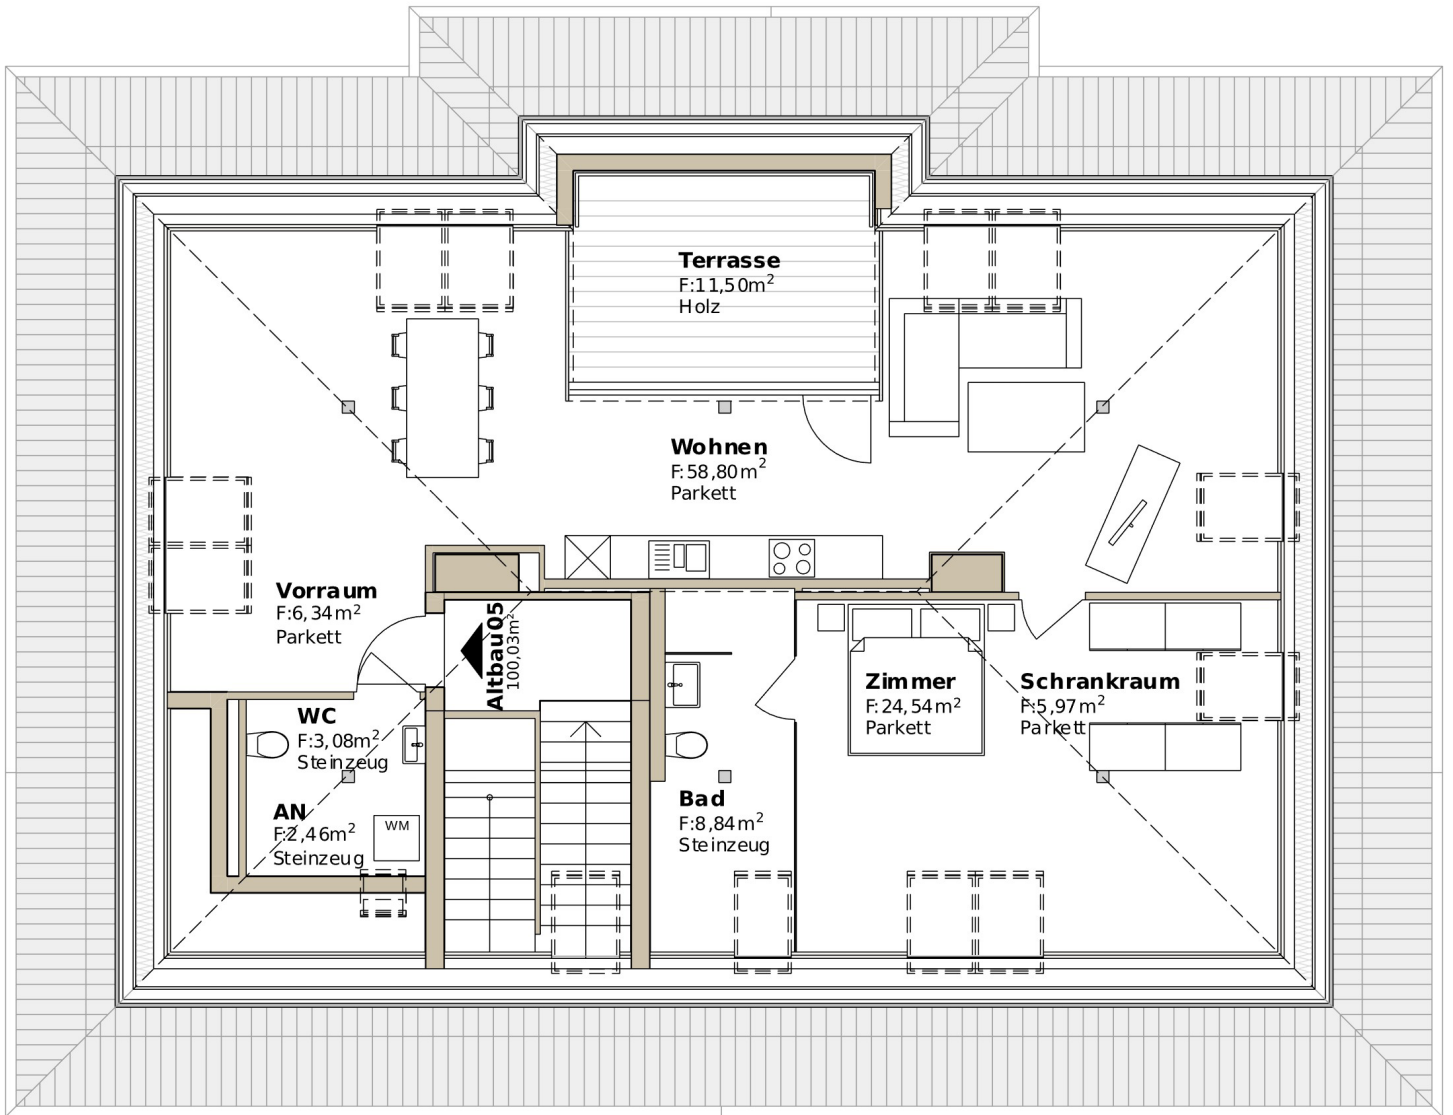 Terrasse
F:11,50m²
Holz
Wohnen
F:58,80m²
Parkett
Vorraum
F:6,34m²
Parkett
Altbau05
100,03m²
WC
F:3,08m²
Steinzeug
AN
F:2,46m²
Steinzeug
WM
Bad
F:8,84m²
Steinzeug
Zimmer
F:24,54m²
Parkett
Schrankraum
F:5,97m²
Parkett